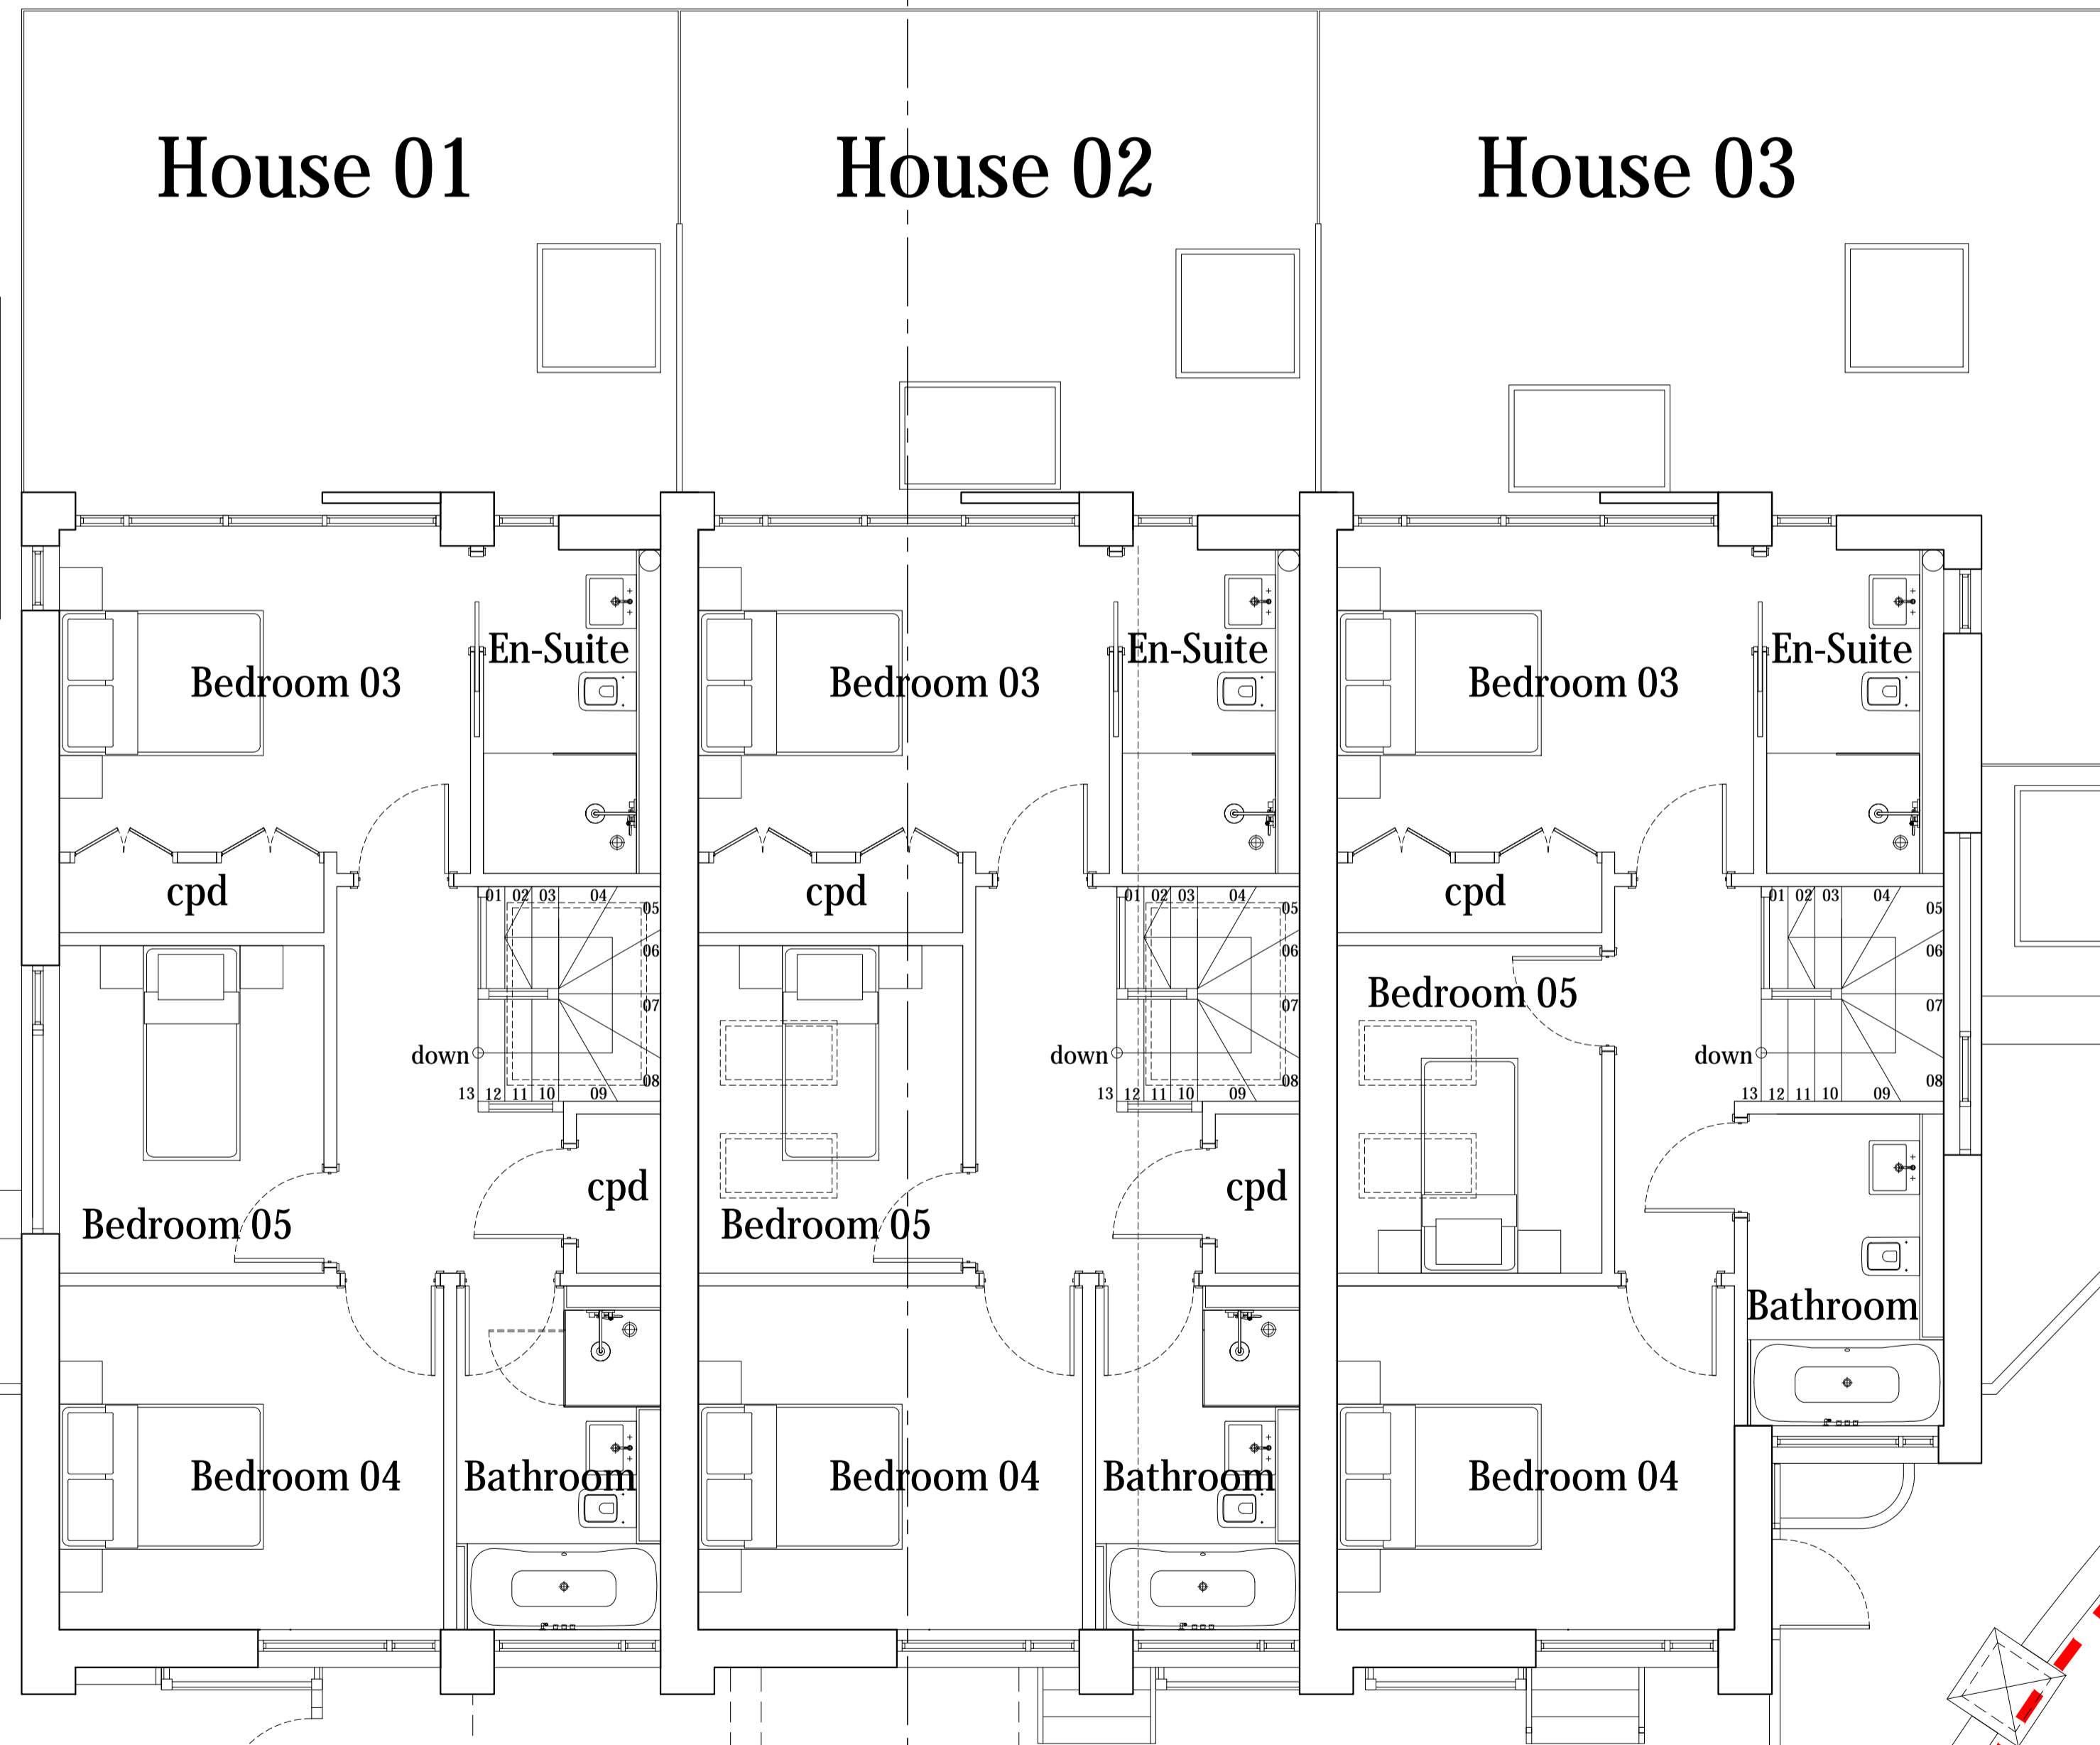 House 01
House 02
House 03
En-Suite
En-Suite
En-Suite
Bedroom 03
Bedroom 03
Bedroom 03
cpd
01 02 03 04
05
06
07
08
down
13 12 11 10 09
cpd
01 02 03 04
05
06
07
08
down
13 12 11 10 09
cpd
01 02 03 04
05
06
07
08
down
13 12 11 10 09
Bedroom 05
cpd
cpd
Bedroom 05
Bedroom 05
Bathroom
Bedroom 04
Bathroom
Bedroom 04
Bathroom
Bedroom 04